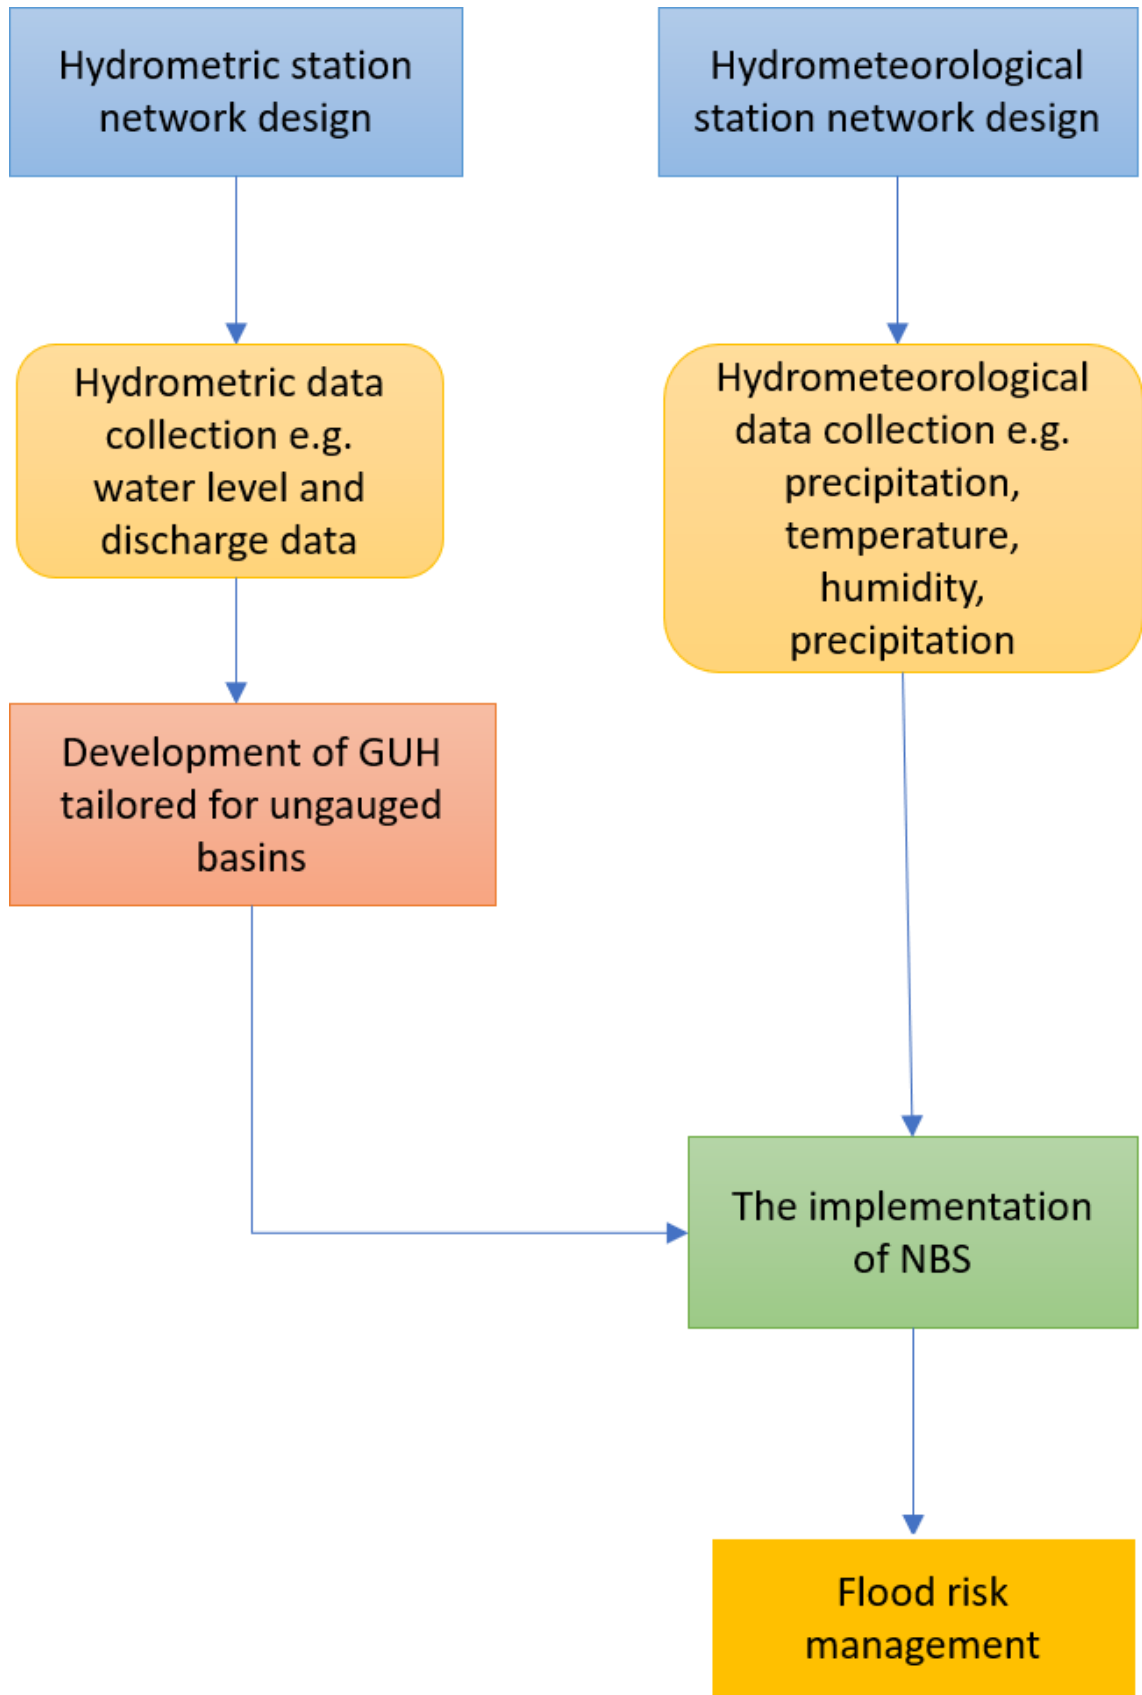 Hydrometric station
network design
Hydrometeorological
station network design
Hydrometric data
collection e.g.
water level and
discharge data
Hydrometeorological
data collection e.g.
precipitation,
temperature,
humidity,
precipitation
Development of GUH
tailored for ungauged
basins
The implementation
of NBS
Flood risk
management